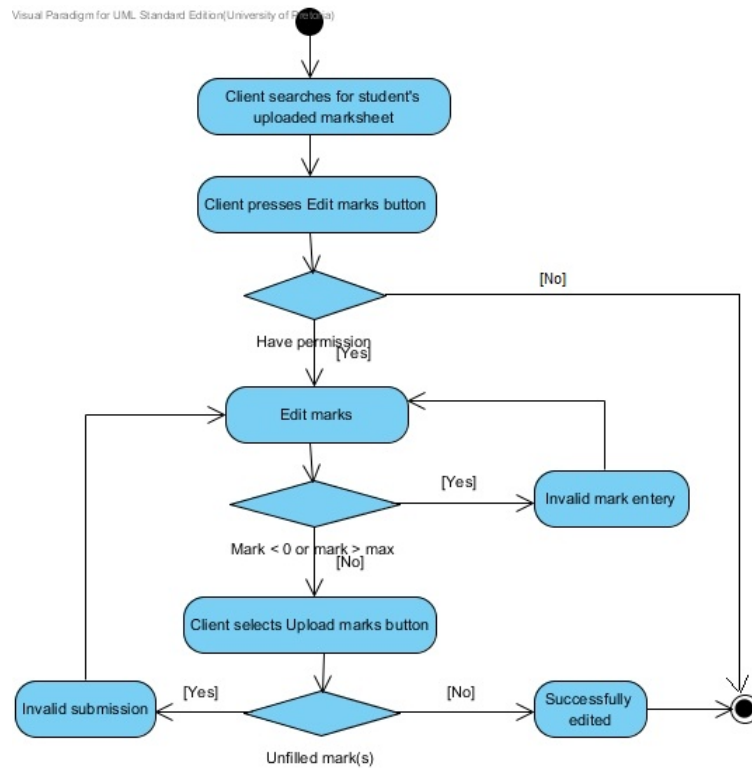 Visual Paradigm for UML Standard Edition(University of Pretoria)
Client searches for student's
uploaded marksheet
Client presses Edit marks button
[No]
Have permission
[Yes]
Edit marks
[Yes]
Invalid mark entery
Mark < 0 or mark > max
[No]
Client selects Upload marks button
[Yes]
[No]
Invalid submission
Successfully
edited
Unfilled mark(s)